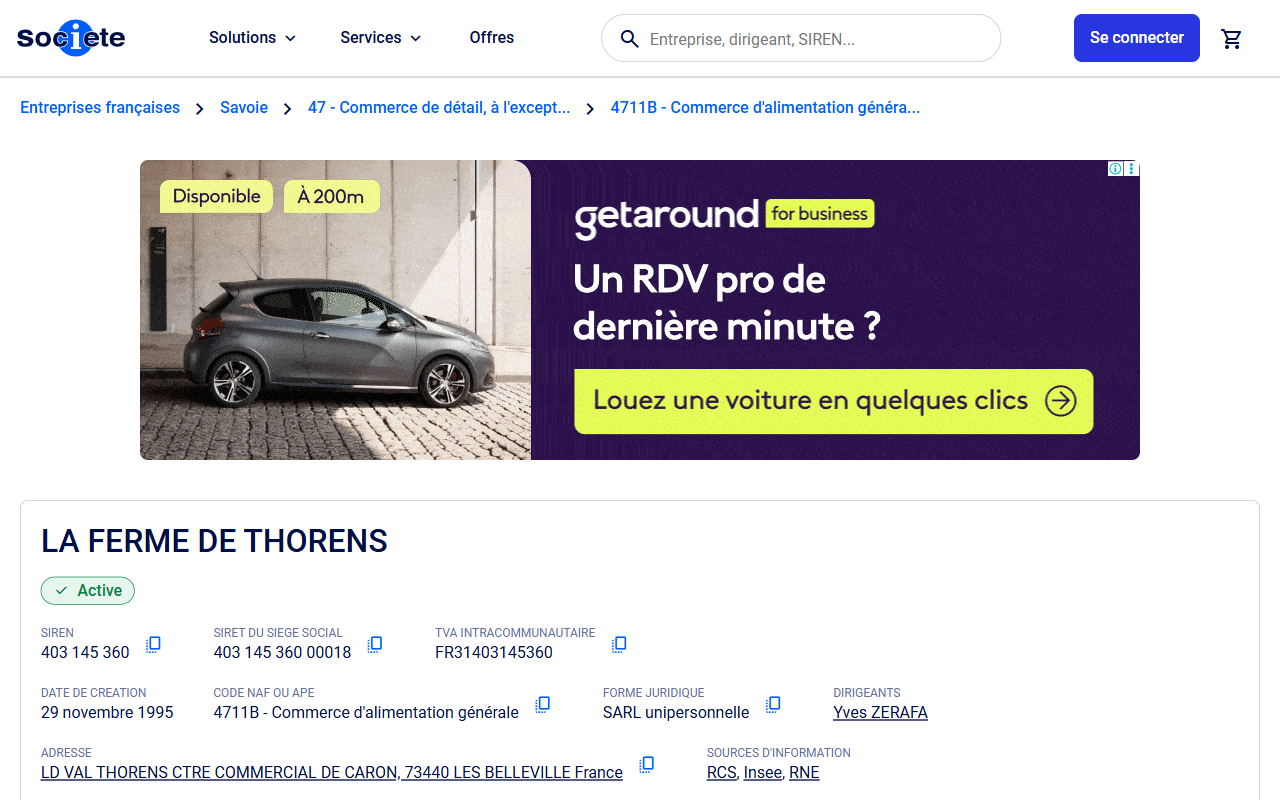 societe
Solutions
Services
Offres
Entreprise, dirigeant, SIREN...
Se connecter
Entreprises françaises
Savoie
47 - Commerce de détail, à l'except...
4711B - Commerce d'alimentation généra...
Disponible
À 200m
getaround for business
Un RDV pro de
dernière minute ?
Louez une voiture en quelques clics
LA FERME DE THORENS
Active
SIREN
403 145 360
SIRET DU SIEGE SOCIAL
403 145 360 00018
TVA INTRACOMMUNAUTAIRE
FR31403145360
DATE DE CREATION
29 novembre 1995
CODE NAF OU APE
4711B - Commerce d'alimentation générale
FORME JURIDIQUE
SARL unipersonnelle
DIRIGEANTS
Yves ZERAFA
ADRESSE
LD VAL THORENS CTRE COMMERCIAL DE CARON, 73440 LES BELLEVILLE France
SOURCES D'INFORMATION
RCS, Insee, RNE